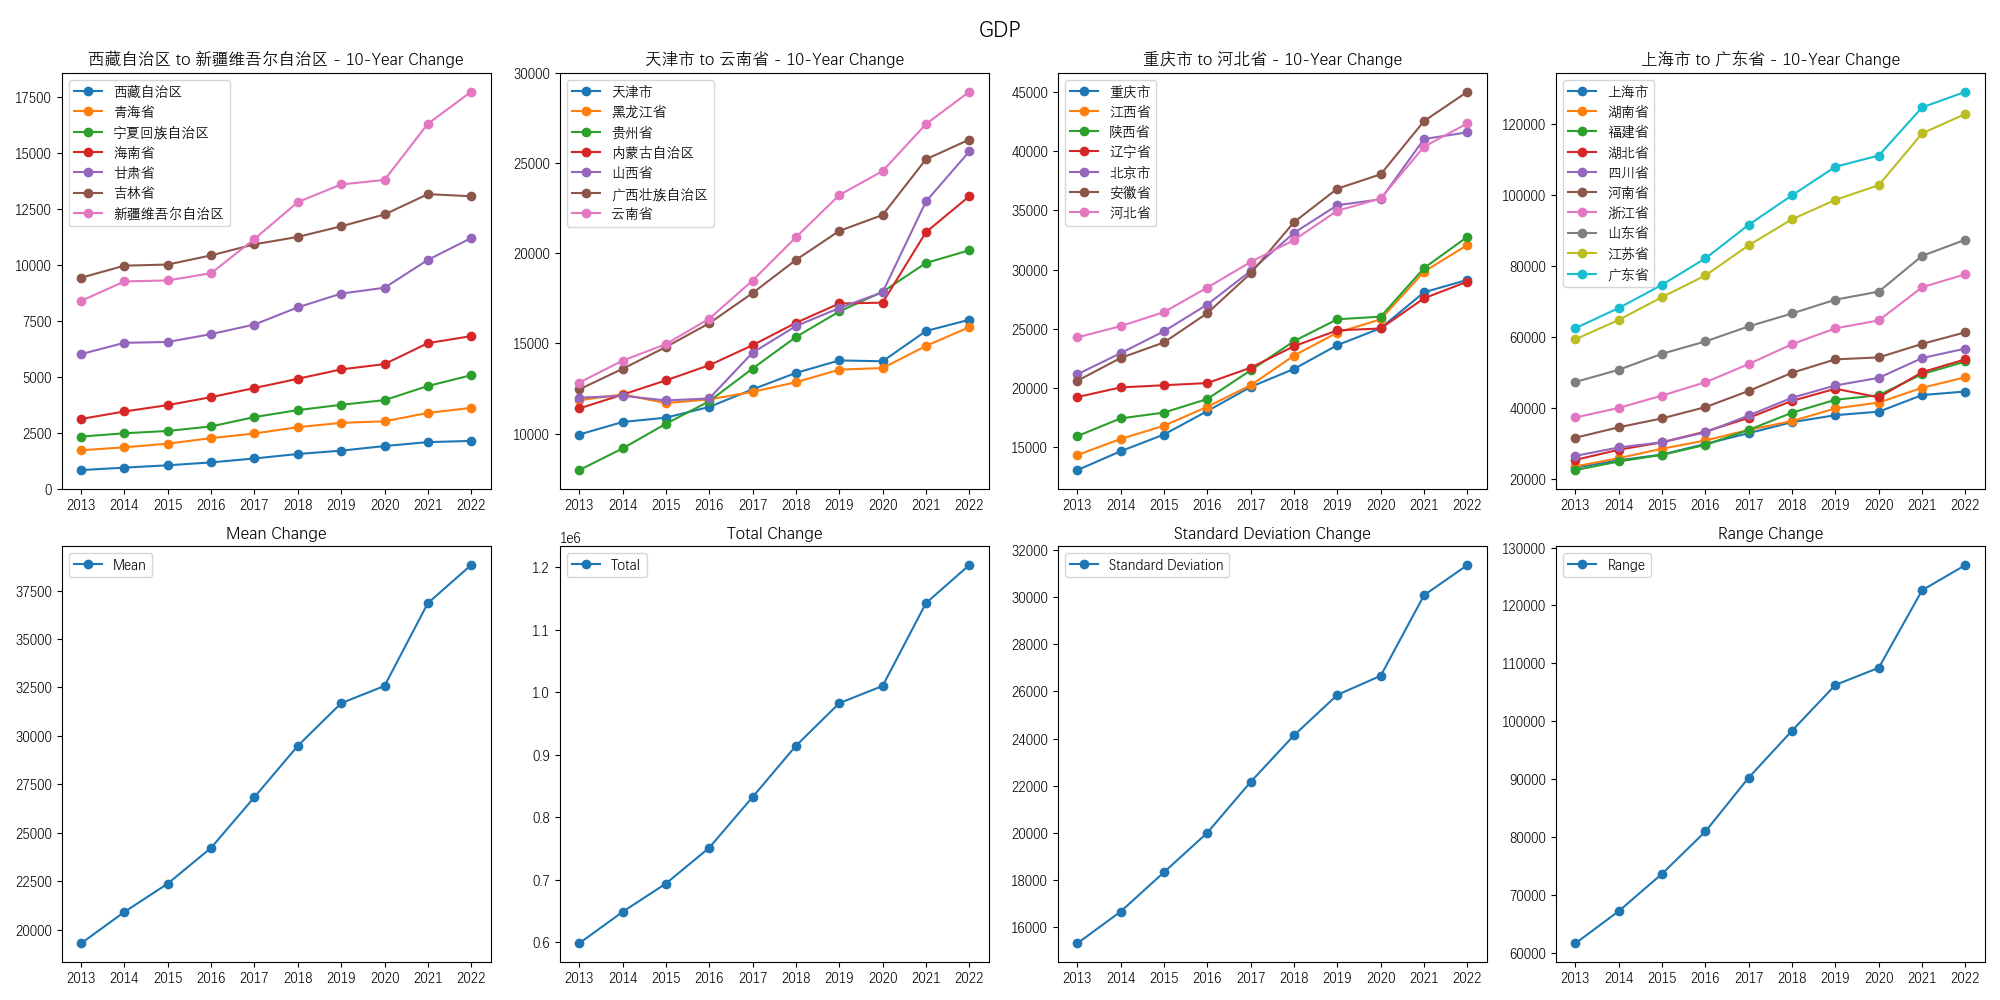 GDP
西藏自治区 to 新疆维吾尔自治区 - 10-Year Change
17500
15000
12500
10000
7500
5000
2500
0
西藏自治区
青海省
宁夏回族自治区
海南省
甘肃省
吉林省
新疆维吾尔自治区
2013 2014 2015 2016 2017 2018 2019 2020 2021 2022
天津市 to 云南省 - 10-Year Change
30000
25000
20000
15000
10000
天津市
黑龙江省
贵州省
内蒙古自治区
山西省
广西壮族自治区
云南省
2013 2014 2015 2016 2017 2018 2019 2020 2021 2022
重庆市 to 河北省 - 10-Year Change
45000
40000
35000
30000
25000
20000
15000
重庆市
江西省
陕西省
辽宁省
北京市
安徽省
河北省
2013 2014 2015 2016 2017 2018 2019 2020 2021 2022
上海市 to 广东省 - 10-Year Change
120000
100000
80000
60000
40000
20000
上海市
湖南省
福建省
湖北省
四川省
河南省
浙江省
山东省
江苏省
广东省
2013 2014 2015 2016 2017 2018 2019 2020 2021 2022
Mean Change
37500
35000
32500
30000
27500
25000
22500
20000
Mean
2013 2014 2015 2016 2017 2018 2019 2020 2021 2022
Total Change
1e6
1.2
1.1
1.0
0.9
0.8
0.7
0.6
Total
2013 2014 2015 2016 2017 2018 2019 2020 2021 2022
Standard Deviation Change
32000
30000
28000
26000
24000
22000
20000
18000
16000
Standard Deviation
2013 2014 2015 2016 2017 2018 2019 2020 2021 2022
Range Change
130000
120000
110000
100000
90000
80000
70000
60000
Range
2013 2014 2015 2016 2017 2018 2019 2020 2021 2022